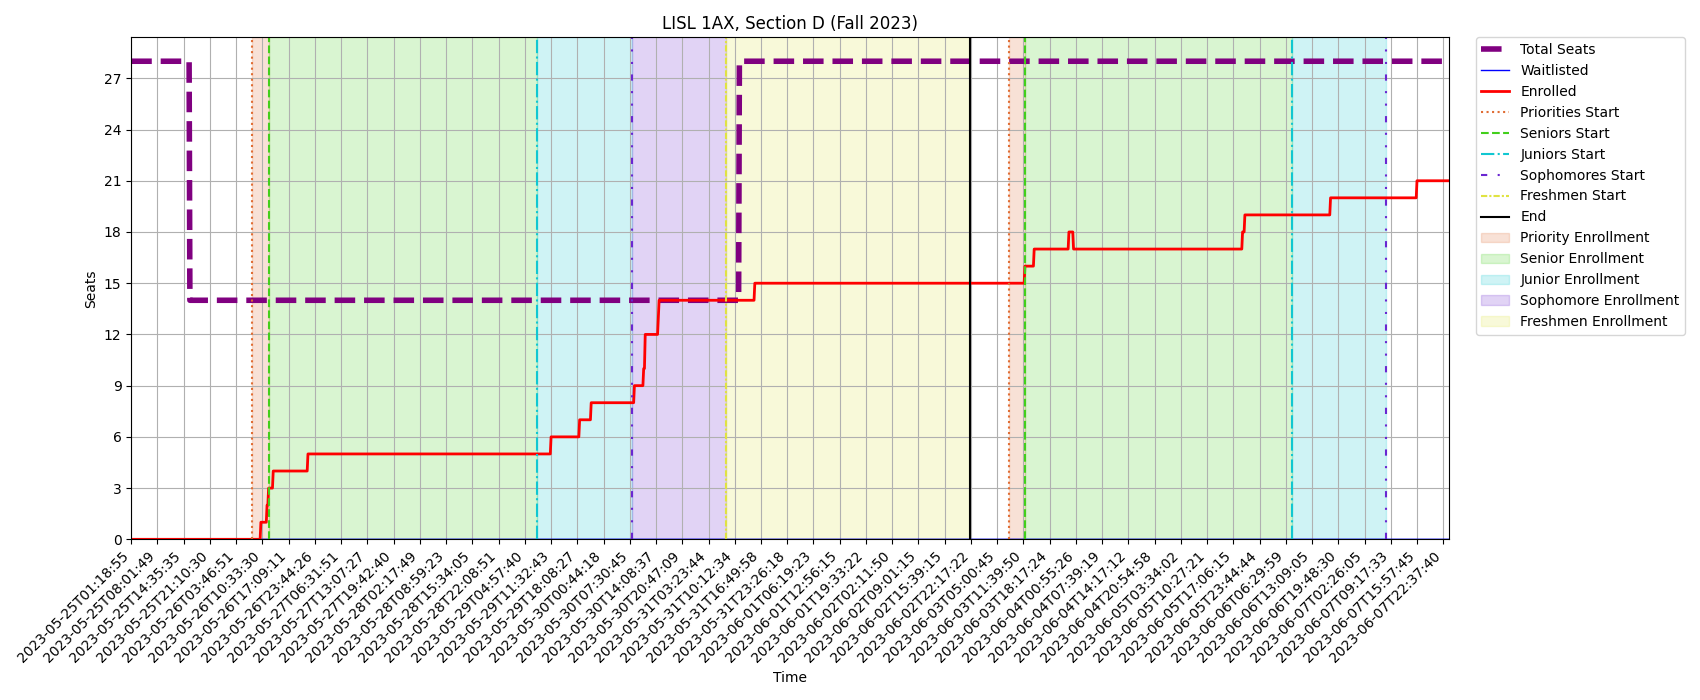 LISL 1AX, Section D (Fall 2023)
Seats
27
24
21
18
15
12
9
6
3
0
2023-05-25T01:18:55
2023-05-25T08:01:49
2023-05-25T14:35:35
2023-05-25T21:10:30
2023-05-26T03:46:51
2023-05-26T10:33:30
2023-05-26T17:09:11
2023-05-26T23:44:26
2023-05-27T06:31:51
2023-05-27T13:07:27
2023-05-27T19:42:40
2023-05-28T02:17:49
2023-05-28T08:59:23
2023-05-28T15:34:05
2023-05-28T22:08:51
2023-05-29T04:57:40
2023-05-29T11:32:43
2023-05-29T18:08:27
2023-05-30T00:44:18
2023-05-30T07:30:45
2023-05-30T14:08:37
2023-05-30T20:47:09
2023-05-31T03:23:44
2023-05-31T10:12:34
2023-05-31T16:49:58
2023-05-31T23:26:18
2023-06-01T06:19:23
2023-06-01T12:56:15
2023-06-01T19:33:22
2023-06-02T02:11:50
2023-06-02T09:01:15
2023-06-02T15:39:15
2023-06-02T22:17:22
2023-06-03T05:00:45
2023-06-03T11:39:50
2023-06-03T18:17:24
2023-06-04T00:55:26
2023-06-04T07:39:19
2023-06-04T14:17:12
2023-06-04T20:54:58
2023-06-05T03:34:02
2023-06-05T10:27:21
2023-06-05T17:06:15
2023-06-05T23:44:44
2023-06-06T06:29:59
2023-06-06T13:09:05
2023-06-06T19:48:30
2023-06-07T02:26:05
2023-06-07T09:17:33
2023-06-07T15:57:45
2023-06-07T22:37:40
Time
Total Seats
Waitlisted
Enrolled
Priorities Start
Seniors Start
Juniors Start
Sophomores Start
Freshmen Start
End
Priority Enrollment
Senior Enrollment
Junior Enrollment
Sophomore Enrollment
Freshmen Enrollment